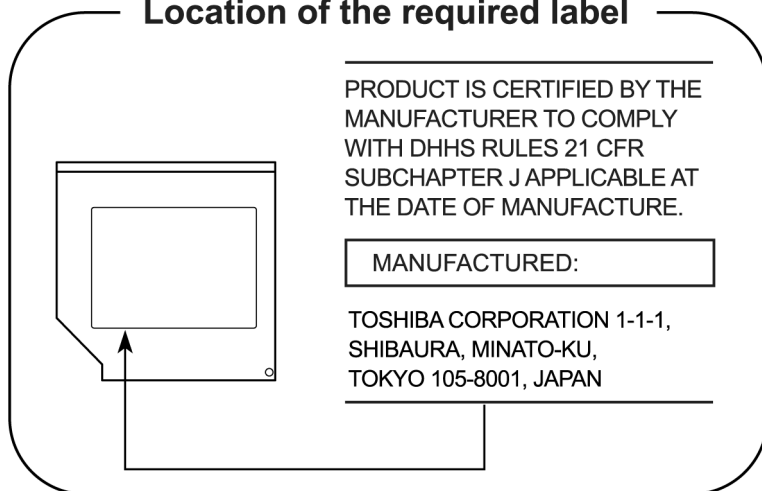 Location of the required label
PRODUCT IS CERTIFIED BY THE
MANUFACTURER TO COMPLY
WITH DHHS RULES 21 CFR
SUBCHAPTER J APPLICABLE AT
THE DATE OF MANUFACTURE.
MANUFACTURED:
TOSHIBA CORPORATION 1-1-1,
SHIBAURA, MINATO-KU,
TOKYO 105-8001, JAPAN